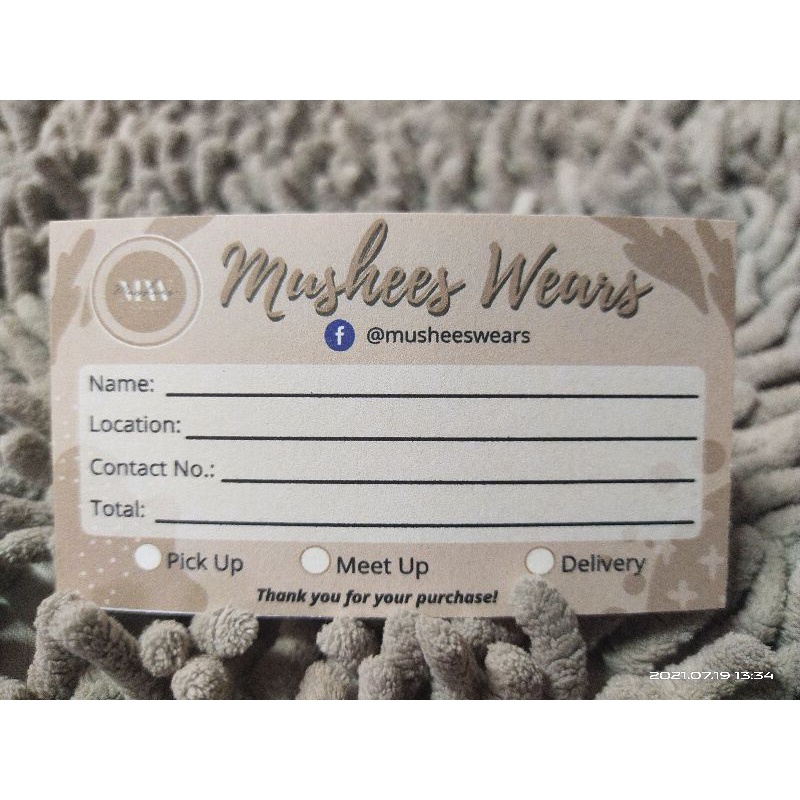 Mushees Wears
@musheeswears
Name:
Location:
Contact No.:
Total:
Pick Up Meet Up Delivery
Thank you for your purchase!
2021.07.19 13:34